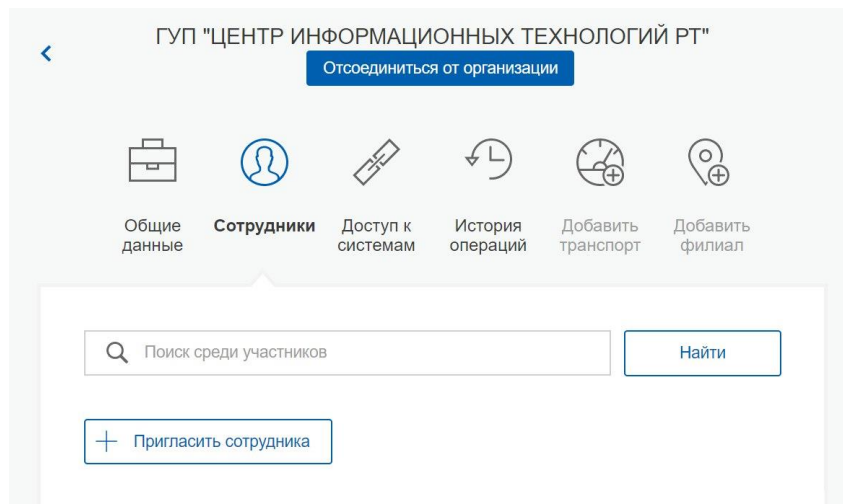 ГУП "ЦЕНТР ИНФОРМАЦИОННЫХ ТЕХНОЛОГИЙ РТ"
Отсоединиться от организации
Общие данные
Сотрудники
Доступ к системам
История операций
Добавить транспорт
Добавить филиал
Поиск среди участников
Найти
Пригласить сотрудника